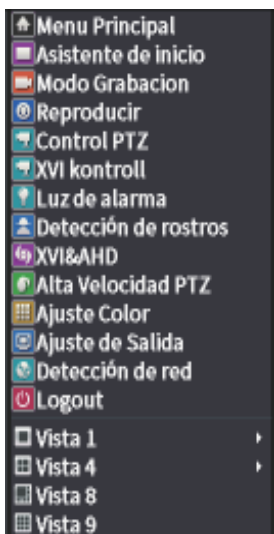 Menu Principal
Asistente de inicio
Modo Grabacion
Reproducir
Control PTZ
XVI kontroll
Luz de alarma
Detección de rostros
XVI&AHD
Alta Velocidad PTZ
Ajuste Color
Ajuste de Salida
Detección de red
Logout
Vista 1
Vista 4
Vista 8
Vista 9